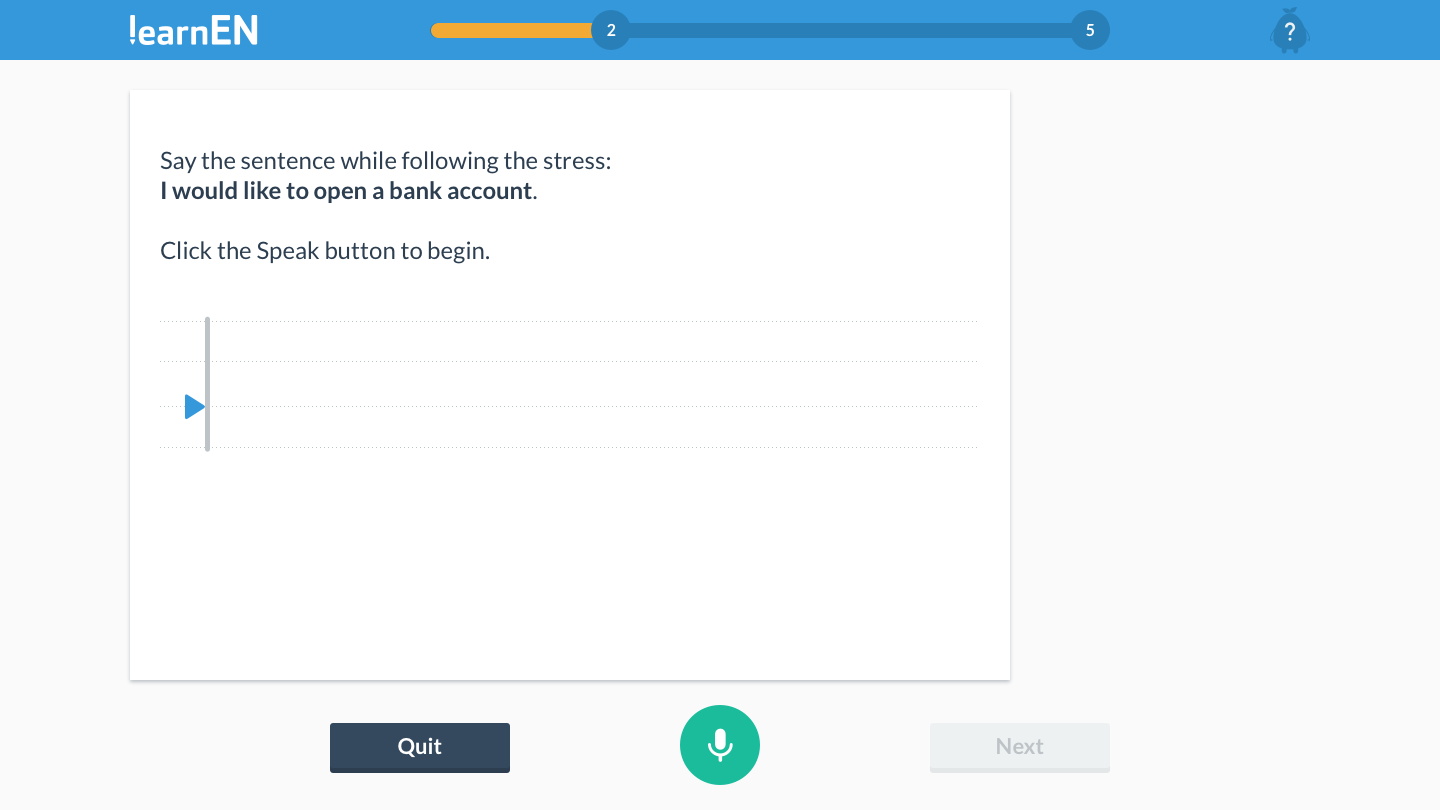 learnEN
2
5
?
Say the sentence while following the stress:
I would like to open a bank account.
Click the Speak button to begin.
Quit
Next